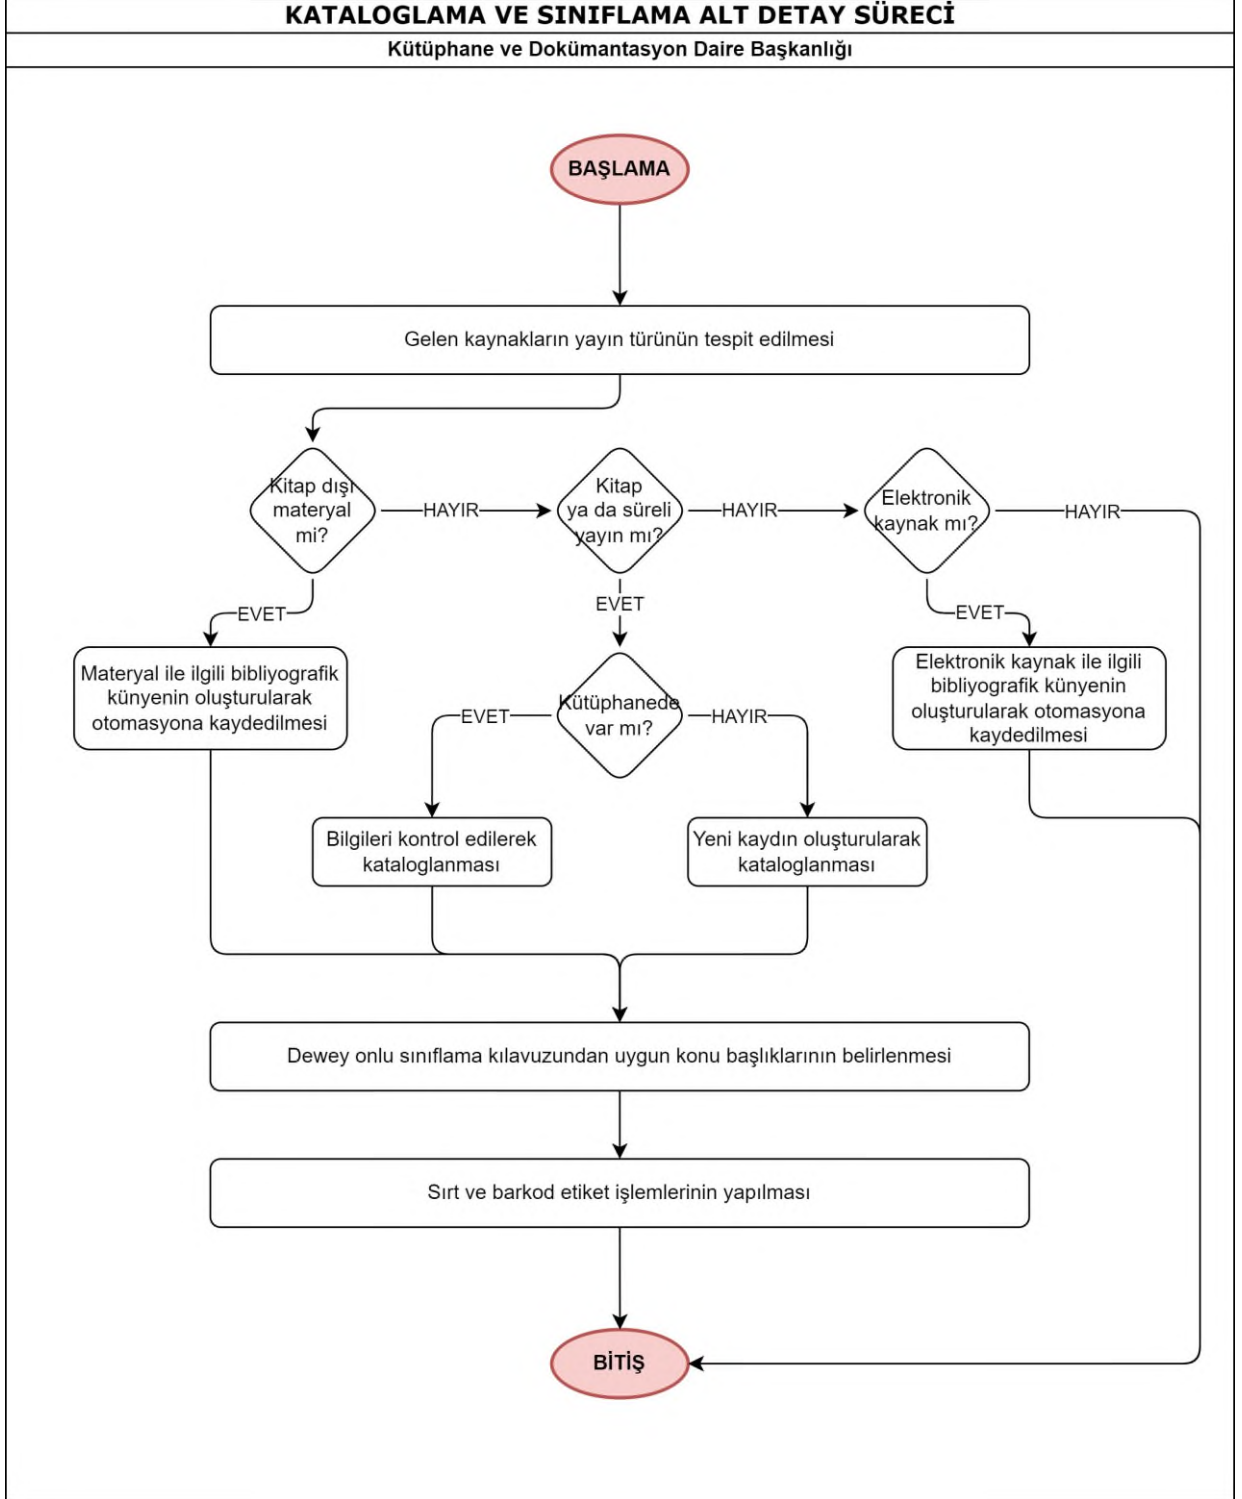 KATALOGLAMA VE SINIFLAMA ALT DETAY SÜRECİ
Kütüphane ve Dokümantasyon Daire Başkanlığı
BAŞLAMA
Gelen kaynakların yayın türünün tespit edilmesi
Kitap dışı
materyal
mi?
HAYIR
Kitap
ya da süreli
yayın mı?
HAYIR
Elektronik
kaynak mı?
HAYIR
EVET
EVET
EVET
Materyal ile ilgili bibliyografik
künyenin oluşturularak
otomasyona kaydedilmesi
Kütüphanede
var mı?
Elektronik kaynak ile ilgili
bibliyografik künyenin
oluşturularak otomasyona
kaydedilmesi
EVET
HAYIR
Bilgileri kontrol edilerek
kataloglanması
Yeni kaydın oluşturularak
kataloglanması
Dewey onlu sınıflama kılavuzundan uygun konu başlıklarının belirlenmesi
Sırt ve barkod etiket işlemlerinin yapılması
BİTİŞ